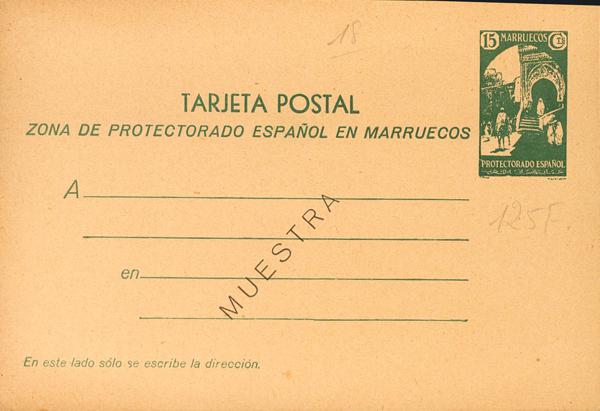 18
15 MARRUECOS Cts
TARJETA POSTAL
ZONA DE PROTECTORADO ESPAÑOL EN MARRUECOS
PROTECTORADO ESPAÑOL
A
125F.
MUESTRA
en
En este lado sólo se escribe la dirección.